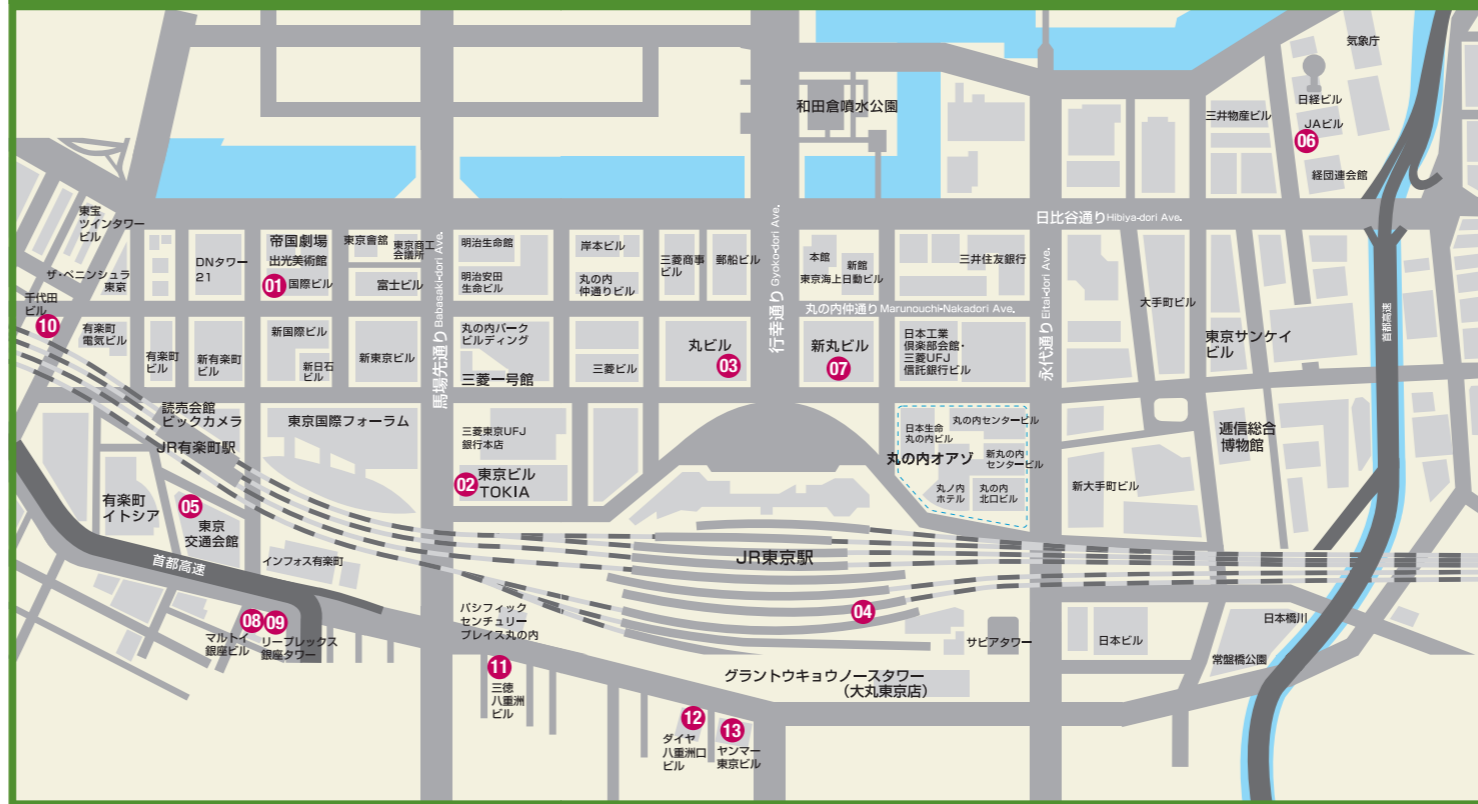 気象庁
和田倉噴水公園
日経ビル
三井物産ビル
JAビル
06
経団連会館
東宝
ツインタワー
ビル
日比谷通り Hibiya-dori Ave.
ザ・ペニンシュラ
東京
DNタワー
21
帝国劇場
出光美術館
01
国際ビル
東京會舘
東京商工
会議所
富士ビル
馬場先通り Babasaki-dori Ave.
明治生命館
明治安田
生命ビル
岸本ビル
丸の内
仲通りビル
三菱商事
ビル
郵船ビル
行幸通り Gyoko-dori Ave.
本館
新館
東京海上日動ビル
三井住友銀行
永代通り Eitai-dori Ave.
大手町ビル
首都高速
千代田
ビル
10
丸の内仲通り Marunouchi-Nakadori Ave.
有楽町
電気ビル
有楽町
ビル
新有楽町
ビル
新国際ビル
新日石
ビル
新東京ビル
丸の内パーク
ビルディング
三菱一号館
三菱ビル
丸ビル
03
新丸ビル
07
日本工業
倶楽部会館・
三菱UFJ
信託銀行ビル
東京サンケイ
ビル
読売会館
ビックカメラ
JR有楽町駅
東京国際フォーラム
三菱東京UFJ
銀行本店
02
東京ビル
TOKIA
日本生命
丸の内ビル
丸の内センタービル
丸の内オアゾ
新丸の内
センタービル
丸ノ内
ホテル
丸の内
北口ビル
逓信総合
博物館
新大手町ビル
有楽町
イトシア
05
東京
交通会館
首都高速
インフォス有楽町
JR東京駅
04
08
09
マルトイ
銀座ビル
リープレックス
銀座タワー
パシフィック
センチュリー
プレイス丸の内
サピアタワー
日本ビル
日本橋川
常盤橋公園
11
三徳
八重洲
ビル
グラントウキョウノースタワー
(大丸東京店)
12
ダイヤ
八重洲口
ビル
13
ヤンマー
東京ビル